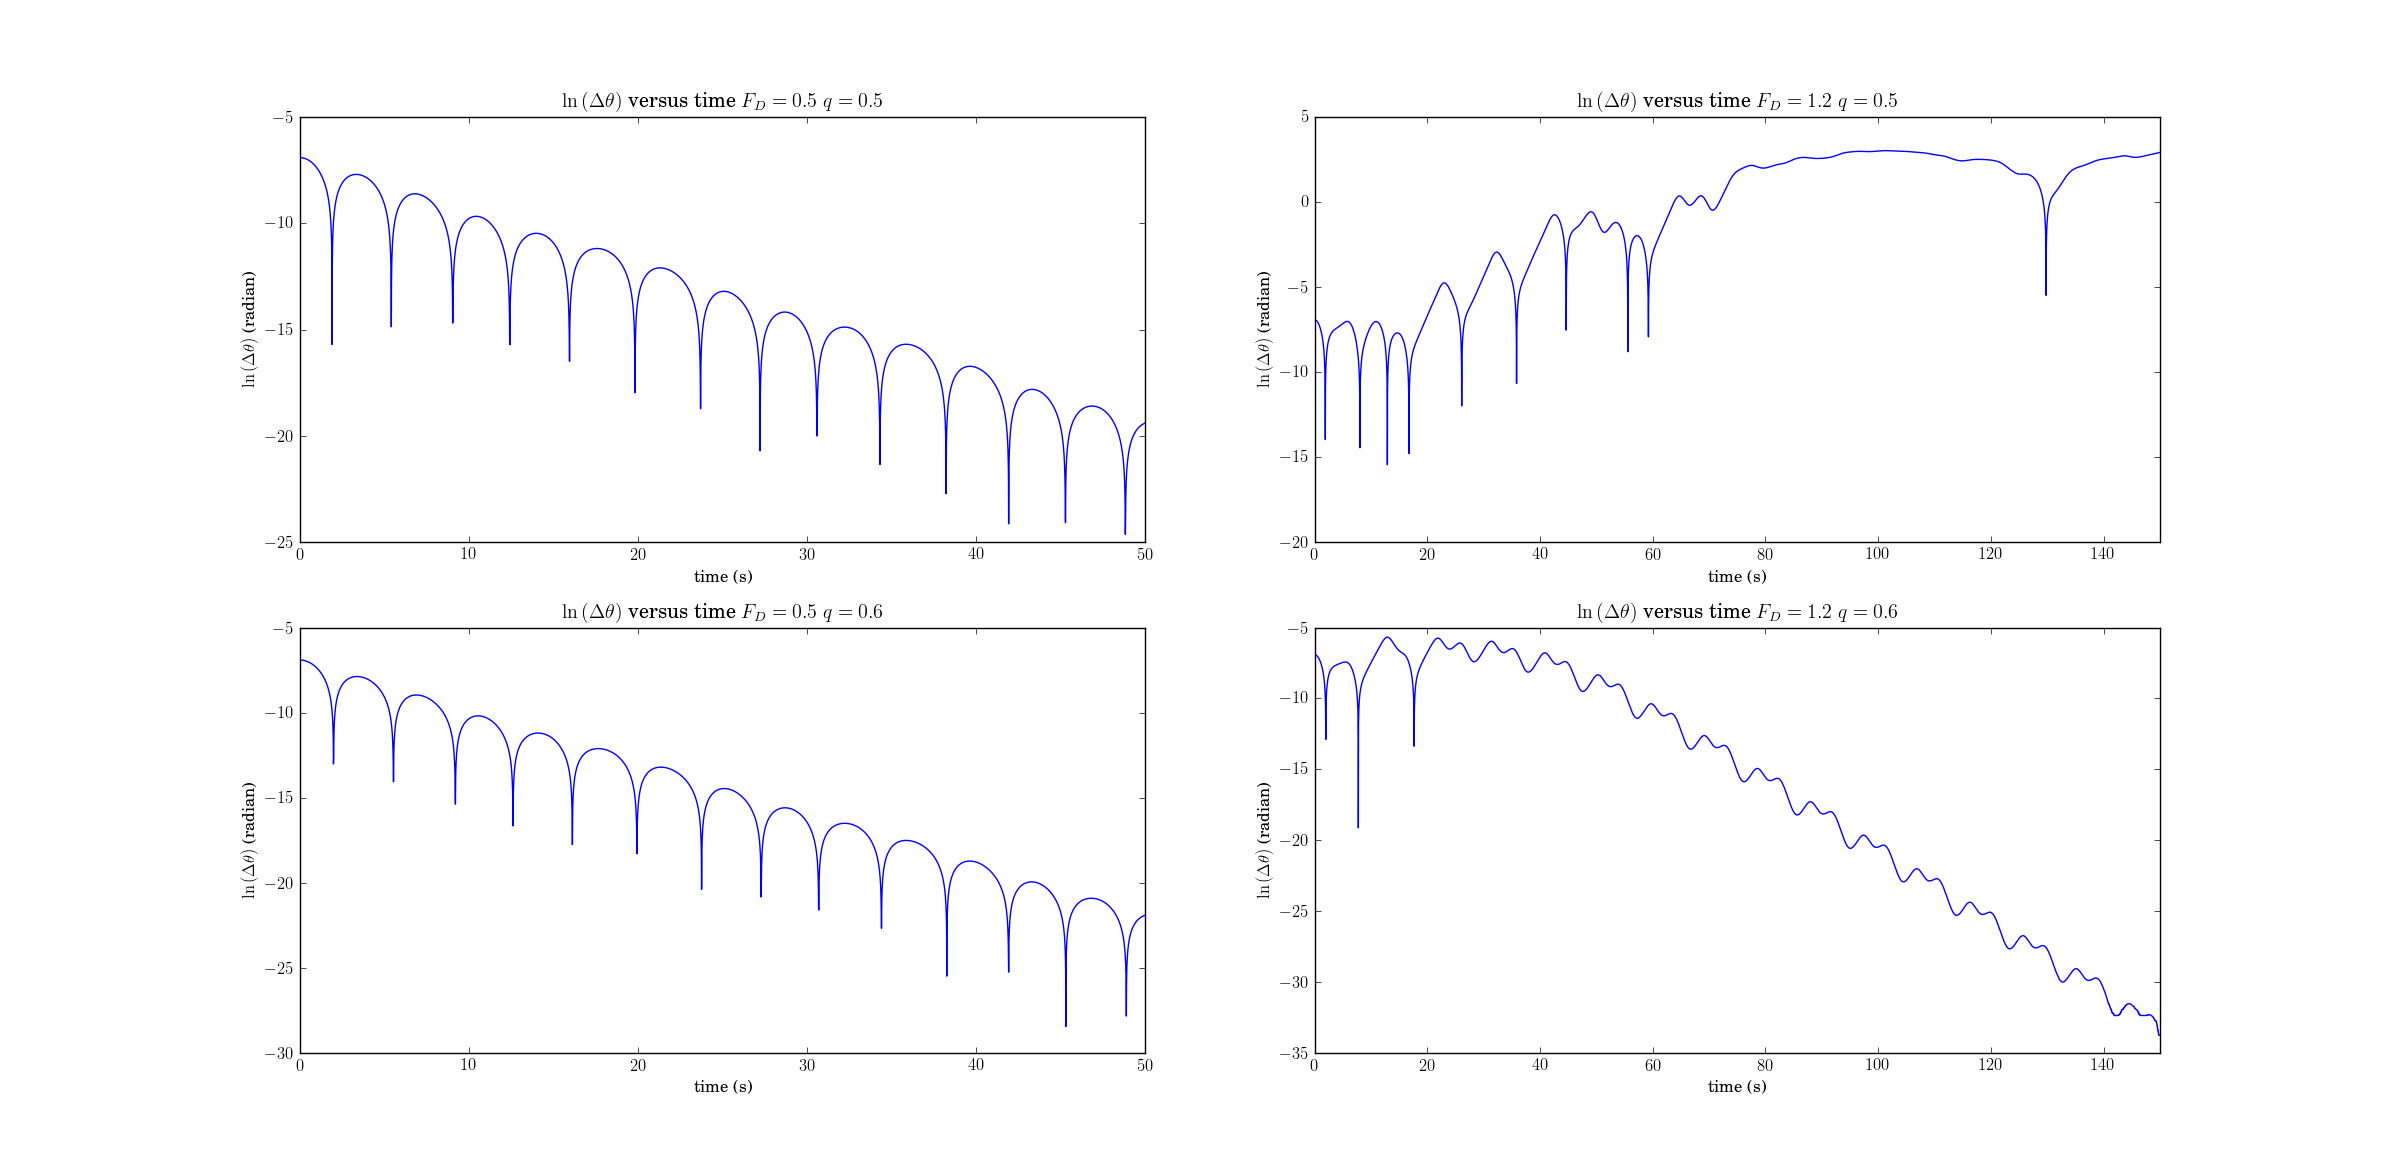 ln (Δθ) versus time F_D = 0.5 q = 0.5
−5
−10
−15
−20
−25
ln (Δθ) (radian)
0 10 20 30 40 50
time (s)
ln (Δθ) versus time F_D = 1.2 q = 0.5
5
0
−5
−10
−15
−20
ln (Δθ) (radian)
0 20 40 60 80 100 120 140
time (s)
ln (Δθ) versus time F_D = 0.5 q = 0.6
−5
−10
−15
−20
−25
−30
ln (Δθ) (radian)
0 10 20 30 40 50
time (s)
ln (Δθ) versus time F_D = 1.2 q = 0.6
−5
−10
−15
−20
−25
−30
−35
ln (Δθ) (radian)
0 20 40 60 80 100 120 140
time (s)